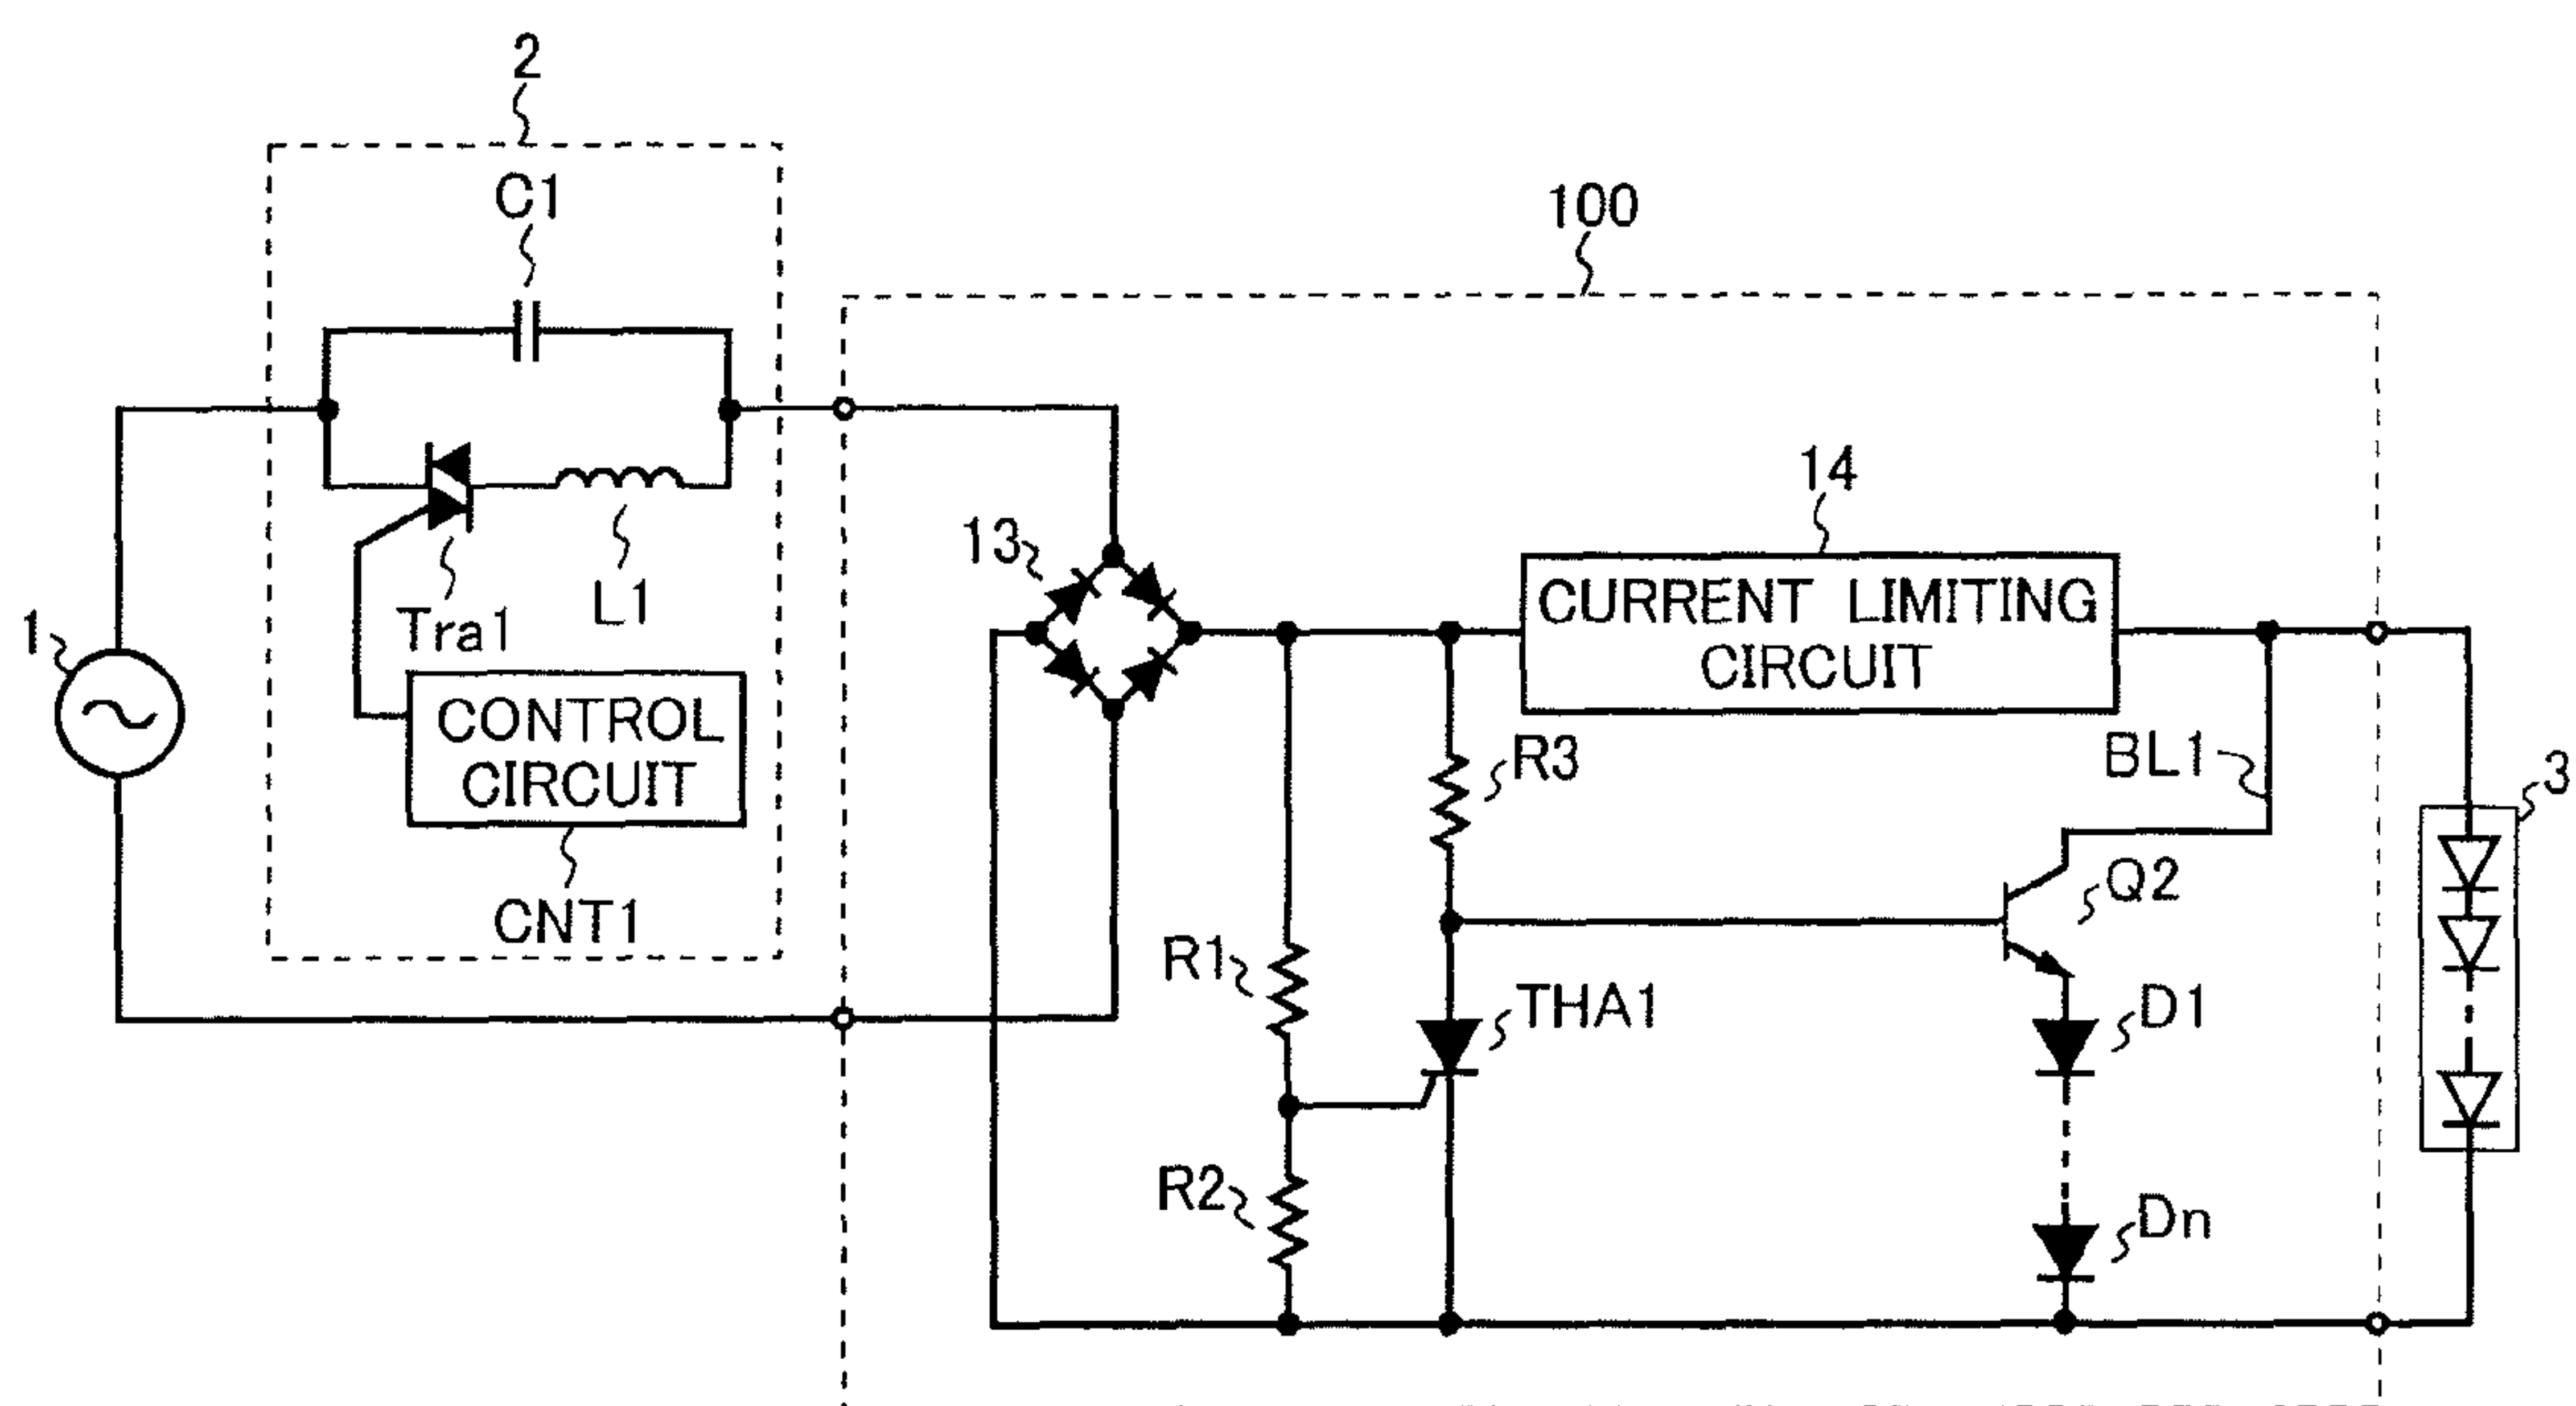 2
C1
100
14
13
CURRENT LIMITING
CIRCUIT
L1
Tra1
1
CONTROL
CIRCUIT
R3
BL1
3
Q2
CNT1
R1
THA1
D1
R2
Dn